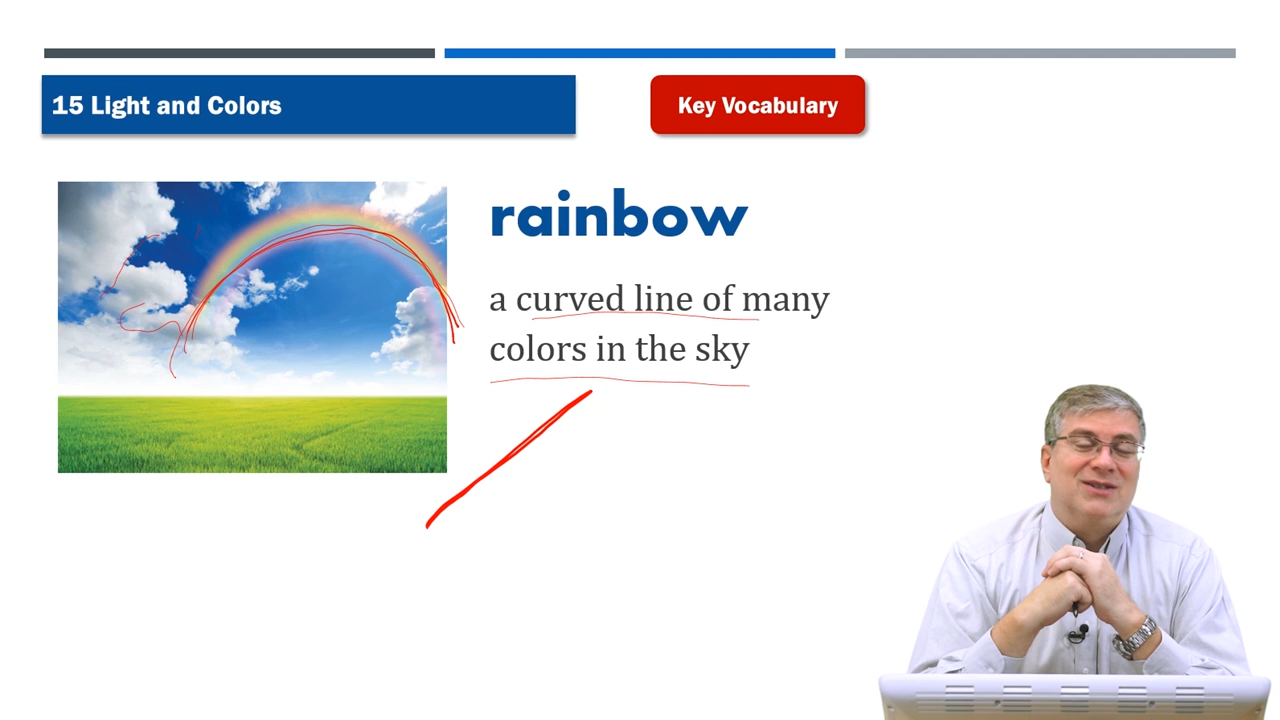 15 Light and Colors
Key Vocabulary
rainbow
a curved line of many
colors in the sky